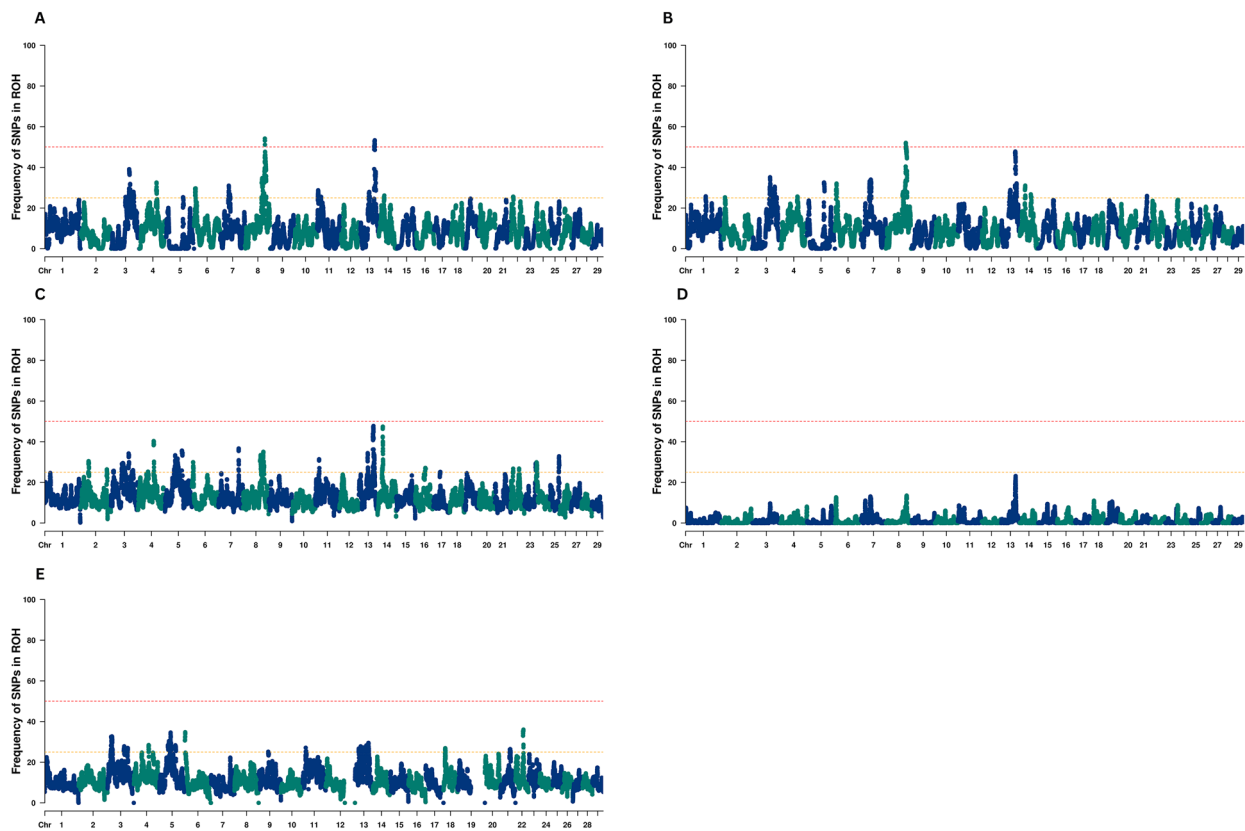 A
Frequency of SNPs in ROH
100
80
60
40
20
0
Chr 1 2 3 4 5 6 7 8 9 10 11 12 13 14 15 16 17 18 20 21 23 25 27 29
B
Frequency of SNPs in ROH
100
80
60
40
20
0
Chr 1 2 3 4 5 6 7 8 9 10 11 12 13 14 15 16 17 18 20 21 23 25 27 29
C
Frequency of SNPs in ROH
100
80
60
40
20
0
Chr 1 2 3 4 5 6 7 8 9 10 11 12 13 14 15 16 17 18 20 21 23 25 27 29
D
Frequency of SNPs in ROH
100
80
60
40
20
0
Chr 1 2 3 4 5 6 7 8 9 10 11 12 13 14 15 16 17 18 20 21 23 25 27 29
E
Frequency of SNPs in ROH
100
80
60
40
20
0
Chr 1 2 3 4 5 6 7 8 9 10 11 12 13 14 15 16 17 18 19 20 22 24 26 28